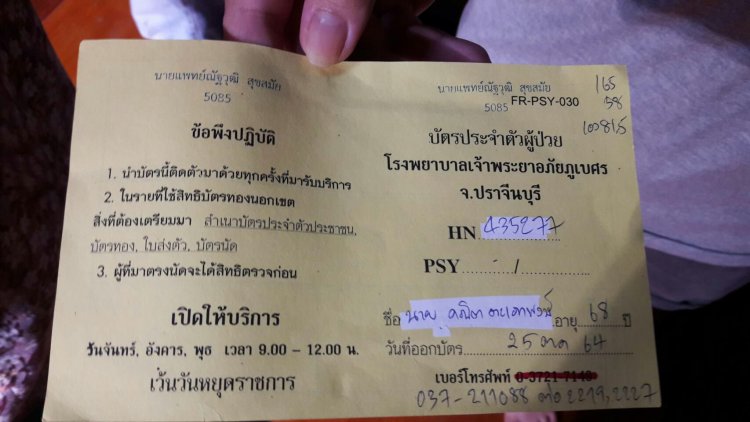 นายแพทย์ณัฐวุฒิ สุขสมัย
5085
ข้อพึงปฏิบัติ
1. นำบัตรนี้ติดตัวมาด้วยทุกครั้งที่มารับบริการ
2. ในรายที่ใช้สิทธิบัตรทองนอกเขต
สิ่งที่ต้องเตรียมมา สำเนาบัตรประจำตัวประชาชน,
บัตรทอง, ใบส่งตัว, บัตรนัด
3. ผู้ที่มาตรงนัดจะได้สิทธิตรวจก่อน
เปิดให้บริการ
วันจันทร์, อังคาร, พุธ เวลา 9.00 - 12.00 น.
เว้นวันหยุดราชการ
นายแพทย์ณัฐวุฒิ สุขสมัย
5085 FR-PSY-030
165
58
บัตรประจำตัวผู้ป่วย
โรงพยาบาลเจ้าพระยาอภัยภูเบศร
จ.ปราจีนบุรี
HN 435277
PSY / 
ชื่อ นาย อายุ 68 ปี
วันที่ออกบัตร 25 ตค 64
เบอร์โทรศัพท์ 0-3721-7148
037-211088 ต่อ 2219, 2227